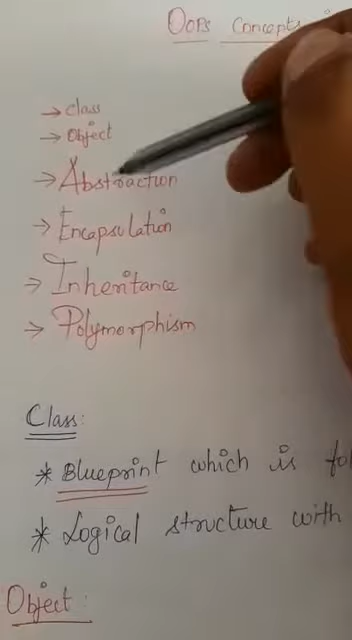 OOPs Concepts
→ Class
→ Object
→ Abstraction
→ Encapsulation
→ Inheritance
→ Polymorphism
Class:
* Blueprint which is
* Logical structure with
Object: